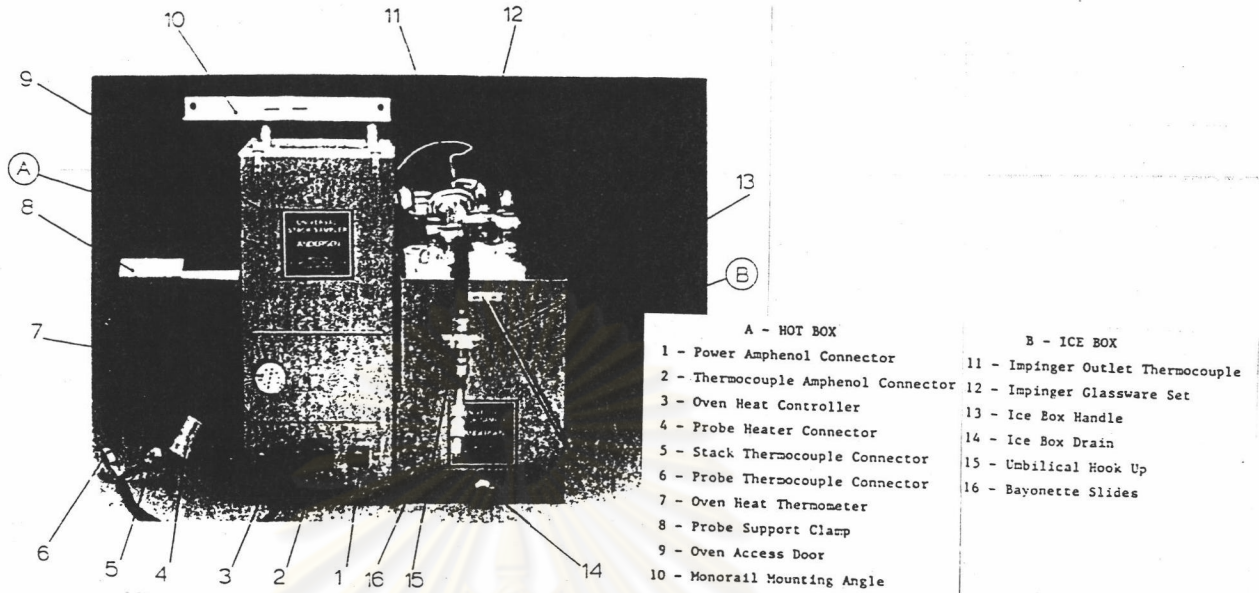 10
11
12
9
A
8
13
B
7
6
5
4
3
2
1
16
15
14
UNIVERSAL
STACK SAMPLER
ANDERSEN
A - HOT BOX
1 - Power Amphenol Connector
2 - Thermocouple Amphenol Connector
3 - Oven Heat Controller
4 - Probe Heater Connector
5 - Stack Thermocouple Connector
6 - Probe Thermocouple Connector
7 - Oven Heat Thermometer
8 - Probe Support Clamp
9 - Oven Access Door
10 - Monorail Mounting Angle
B - ICE BOX
11 - Impinger Outlet Thermocouple
12 - Impinger Glassware Set
13 - Ice Box Handle
14 - Ice Box Drain
15 - Umbilical Hook Up
16 - Bayonette Slides